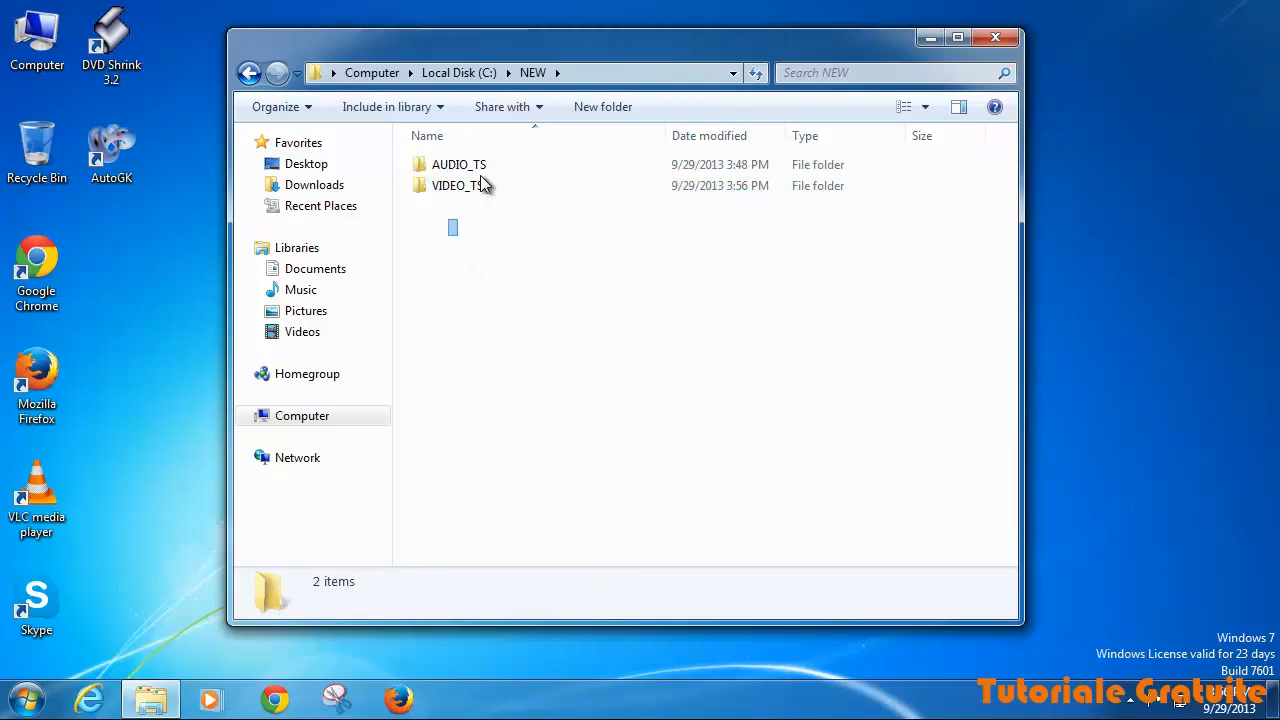 Computer
DVD Shrink
3.2
Recycle Bin
AutoGK
Google
Chrome
Mozilla
Firefox
VLC media
player
Skype
Computer
Local Disk (C:)
NEW
Search NEW
Organize
Include in library
Share with
New folder
Favorites
Desktop
Downloads
Recent Places
Libraries
Documents
Music
Pictures
Videos
Homegroup
Computer
Network
Name Date modified Type Size
AUDIO_TS 9/29/2013 3:48 PM File folder
VIDEO_TS 9/29/2013 3:56 PM File folder
2 items
Windows 7
Windows License valid for 23 days
Build 7601
Tutoriale Gratuite
9/29/2013